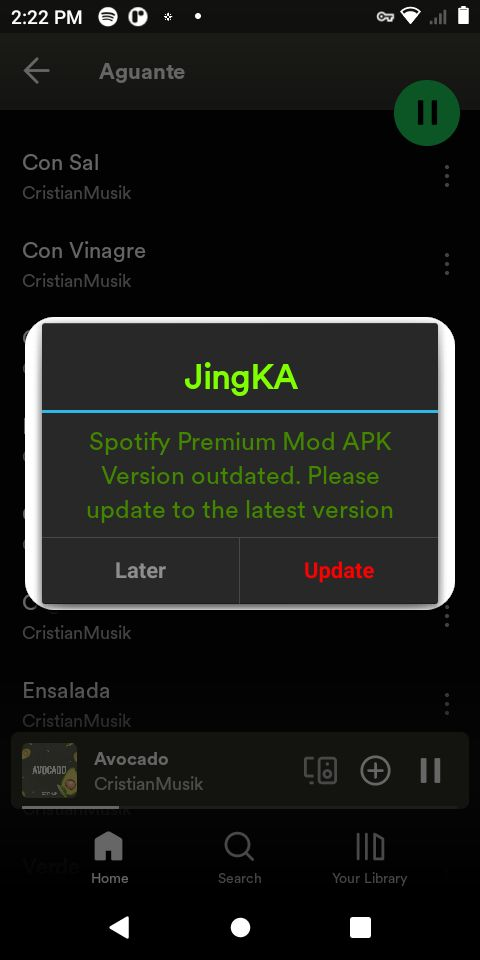 2:22 PM
Aguante
Con Sal
CristianMusik
Con Vinagre
CristianMusik
JingKA
Spotify Premium Mod APK
Version outdated. Please
update to the latest version
Later
Update
CristianMusik
Ensalada
CristianMusik
AVOCADO
Avocado
CristianMusik
Verde
Home
Search
Your Library